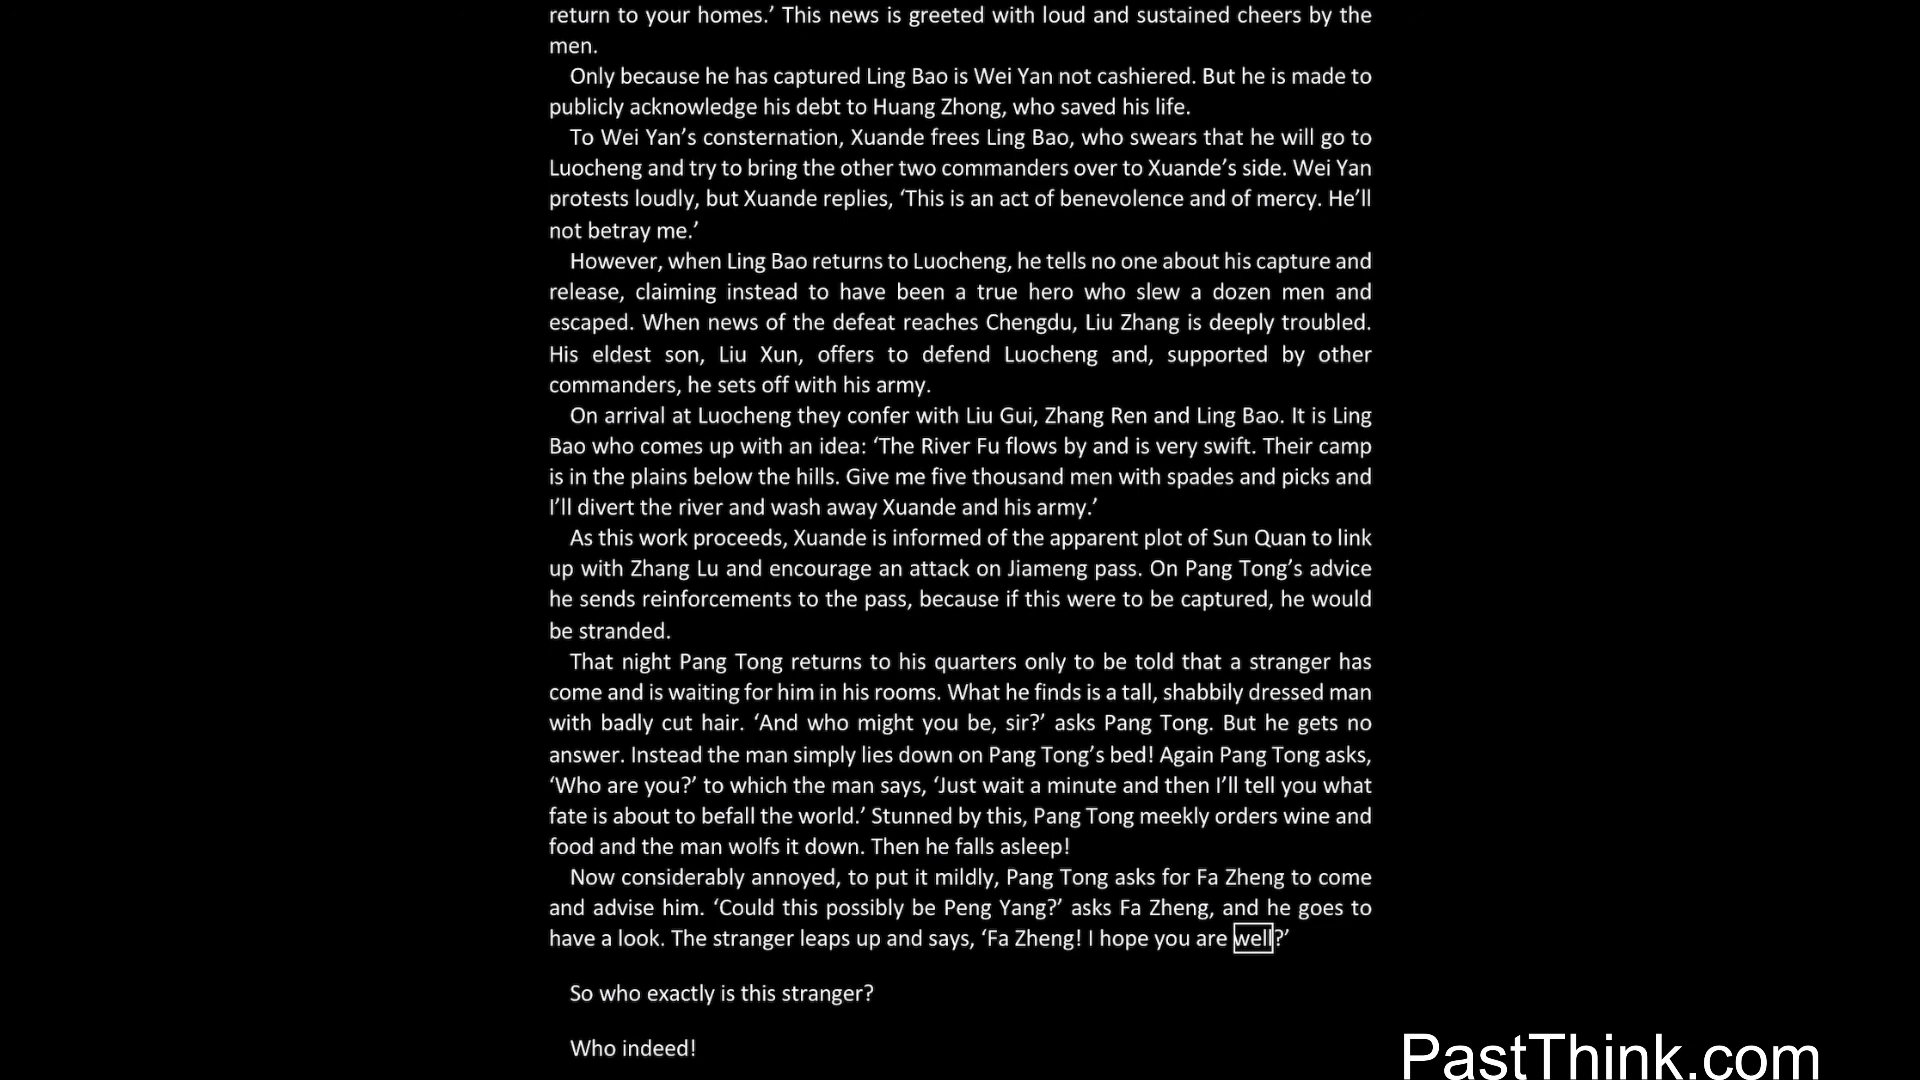 return to your homes.’ This news is greeted with loud and sustained cheers by the
men.
Only because he has captured Ling Bao is Wei Yan not cashiered. But he is made to
publicly acknowledge his debt to Huang Zhong, who saved his life.
To Wei Yan’s consternation, Xuande frees Ling Bao, who swears that he will go to
Luocheng and try to bring the other two commanders over to Xuande’s side. Wei Yan
protests loudly, but Xuande replies, ‘This is an act of benevolence and of mercy. He’ll
not betray me.’
However, when Ling Bao returns to Luocheng, he tells no one about his capture and
release, claiming instead to have been a true hero who slew a dozen men and
escaped. When news of the defeat reaches Chengdu, Liu Zhang is deeply troubled.
His eldest son, Liu Xun, offers to defend Luocheng and, supported by other
commanders, he sets off with his army.
On arrival at Luocheng they confer with Liu Gui, Zhang Ren and Ling Bao. It is Ling
Bao who comes up with an idea: ‘The River Fu flows by and is very swift. Their camp
is in the plains below the hills. Give me five thousand men with spades and picks and
I’ll divert the river and wash away Xuande and his army.’
As this work proceeds, Xuande is informed of the apparent plot of Sun Quan to link
up with Zhang Lu and encourage an attack on Jiameng pass. On Pang Tong’s advice
he sends reinforcements to the pass, because if this were to be captured, he would
be stranded.
That night Pang Tong returns to his quarters only to be told that a stranger has
come and is waiting for him in his rooms. What he finds is a tall, shabbily dressed man
with badly cut hair. ‘And who might you be, sir?’ asks Pang Tong. But he gets no
answer. Instead the man simply lies down on Pang Tong’s bed! Again Pang Tong asks,
‘Who are you?’ to which the man says, ‘Just wait a minute and then I’ll tell you what
fate is about to befall the world.’ Stunned by this, Pang Tong meekly orders wine and
food and the man wolfs it down. Then he falls asleep!
Now considerably annoyed, to put it mildly, Pang Tong asks for Fa Zheng to come
and advise him. ‘Could this possibly be Peng Yang?’ asks Fa Zheng, and he goes to
have a look. The stranger leaps up and says, ‘Fa Zheng! I hope you are well?’
So who exactly is this stranger?
Who indeed!
PastThink.com